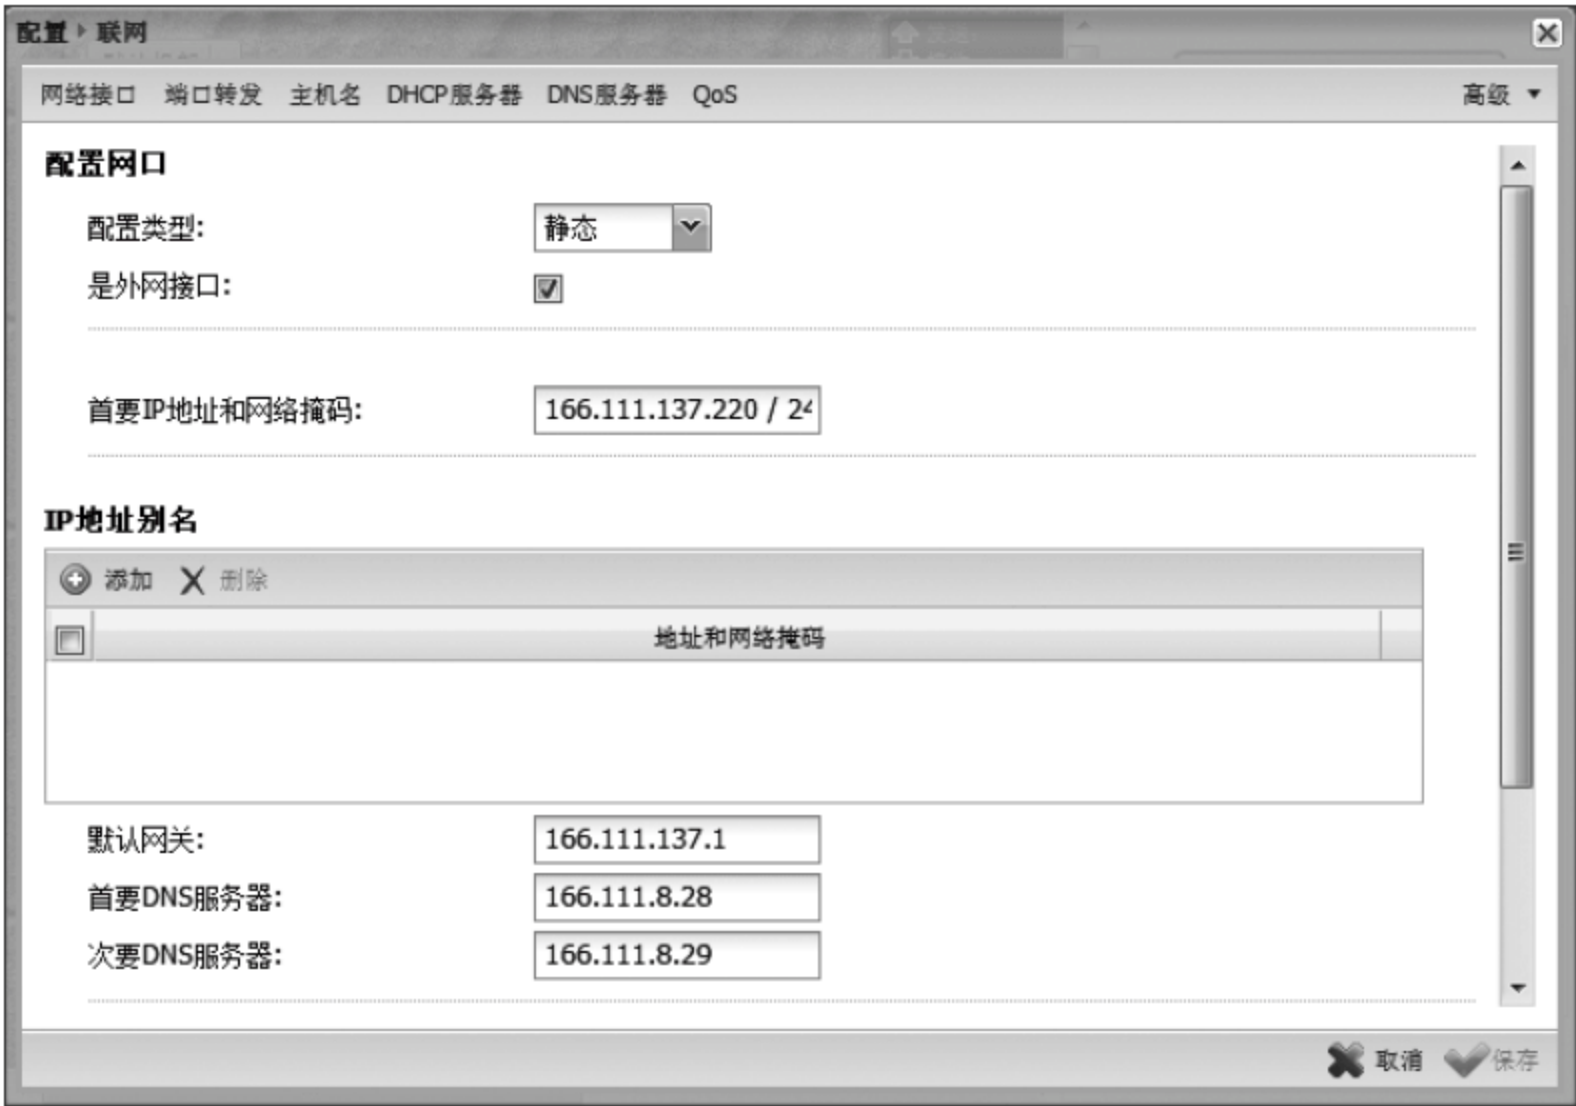 配置 联网
网络接口 端口转发 主机名 DHCP服务器 DNS服务器 QoS 高级
配置网口
配置类型: 静态
是外网接口:
首要IP地址和网络掩码: 166.111.137.220 / 24
IP地址别名
添加 删除
地址和网络掩码
默认网关: 166.111.137.1
首要DNS服务器: 166.111.8.28
次要DNS服务器: 166.111.8.29
取消 保存